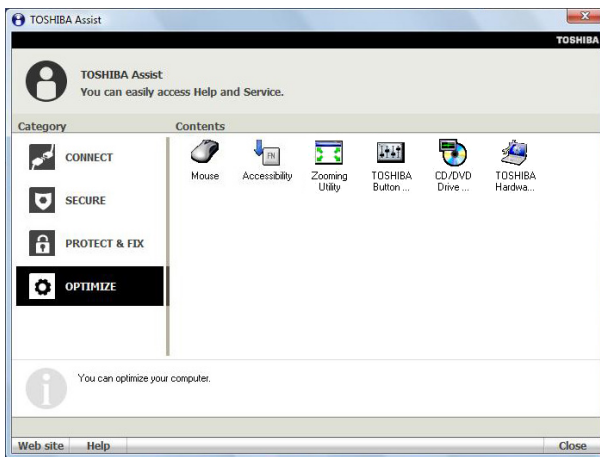 TOSHIBA Assist
TOSHIBA
TOSHIBA Assist
You can easily access Help and Service.
Category
Contents
CONNECT
SECURE
PROTECT & FIX
OPTIMIZE
Mouse
Accessibility
FN
Zooming
Utility
TOSHIBA
Button ...
CD/DVD
Drive ...
TOSHIBA
Hardwa...
You can optimize your computer.
Web site
Help
Close